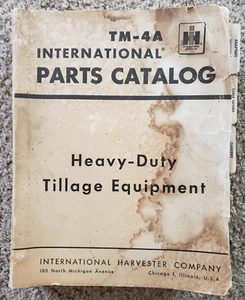 TM-4A
INTERNATIONAL®
PARTS CATALOG
IH
Heavy-Duty
Tillage Equipment
INTERNATIONAL HARVESTER COMPANY
180 North Michigan Avenue
Chicago 1, Illinois, U.S.A.